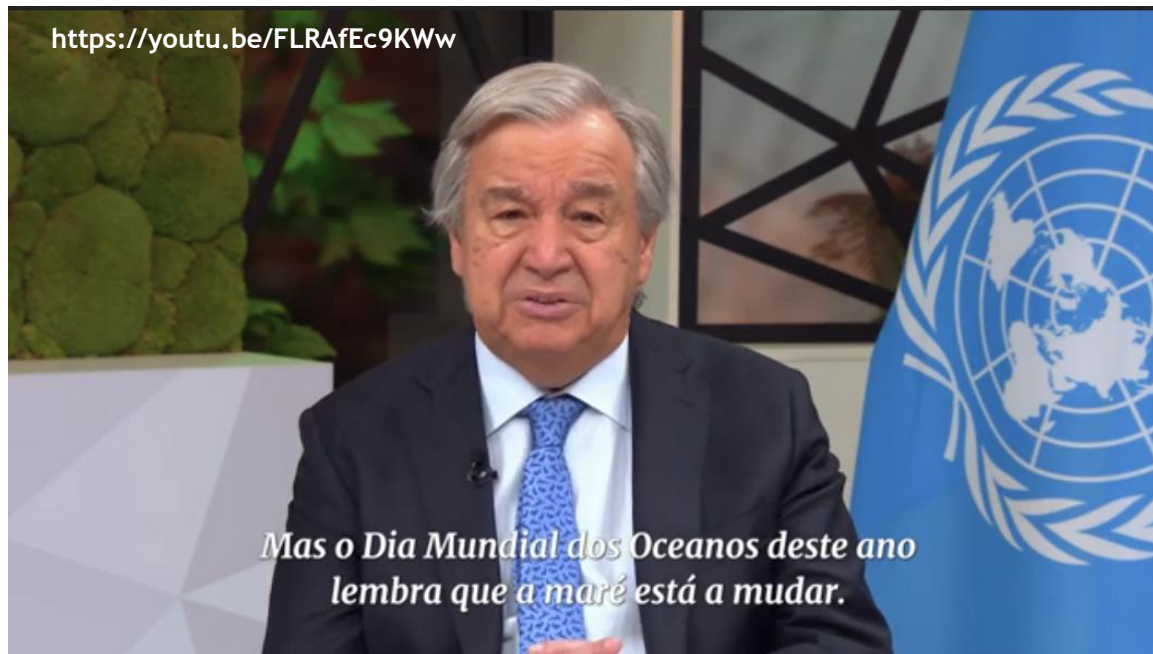 https://youtu.be/FLRAfEc9KWw
Mas o Dia Mundial dos Oceanos deste ano
lembra que a maré está a mudar.